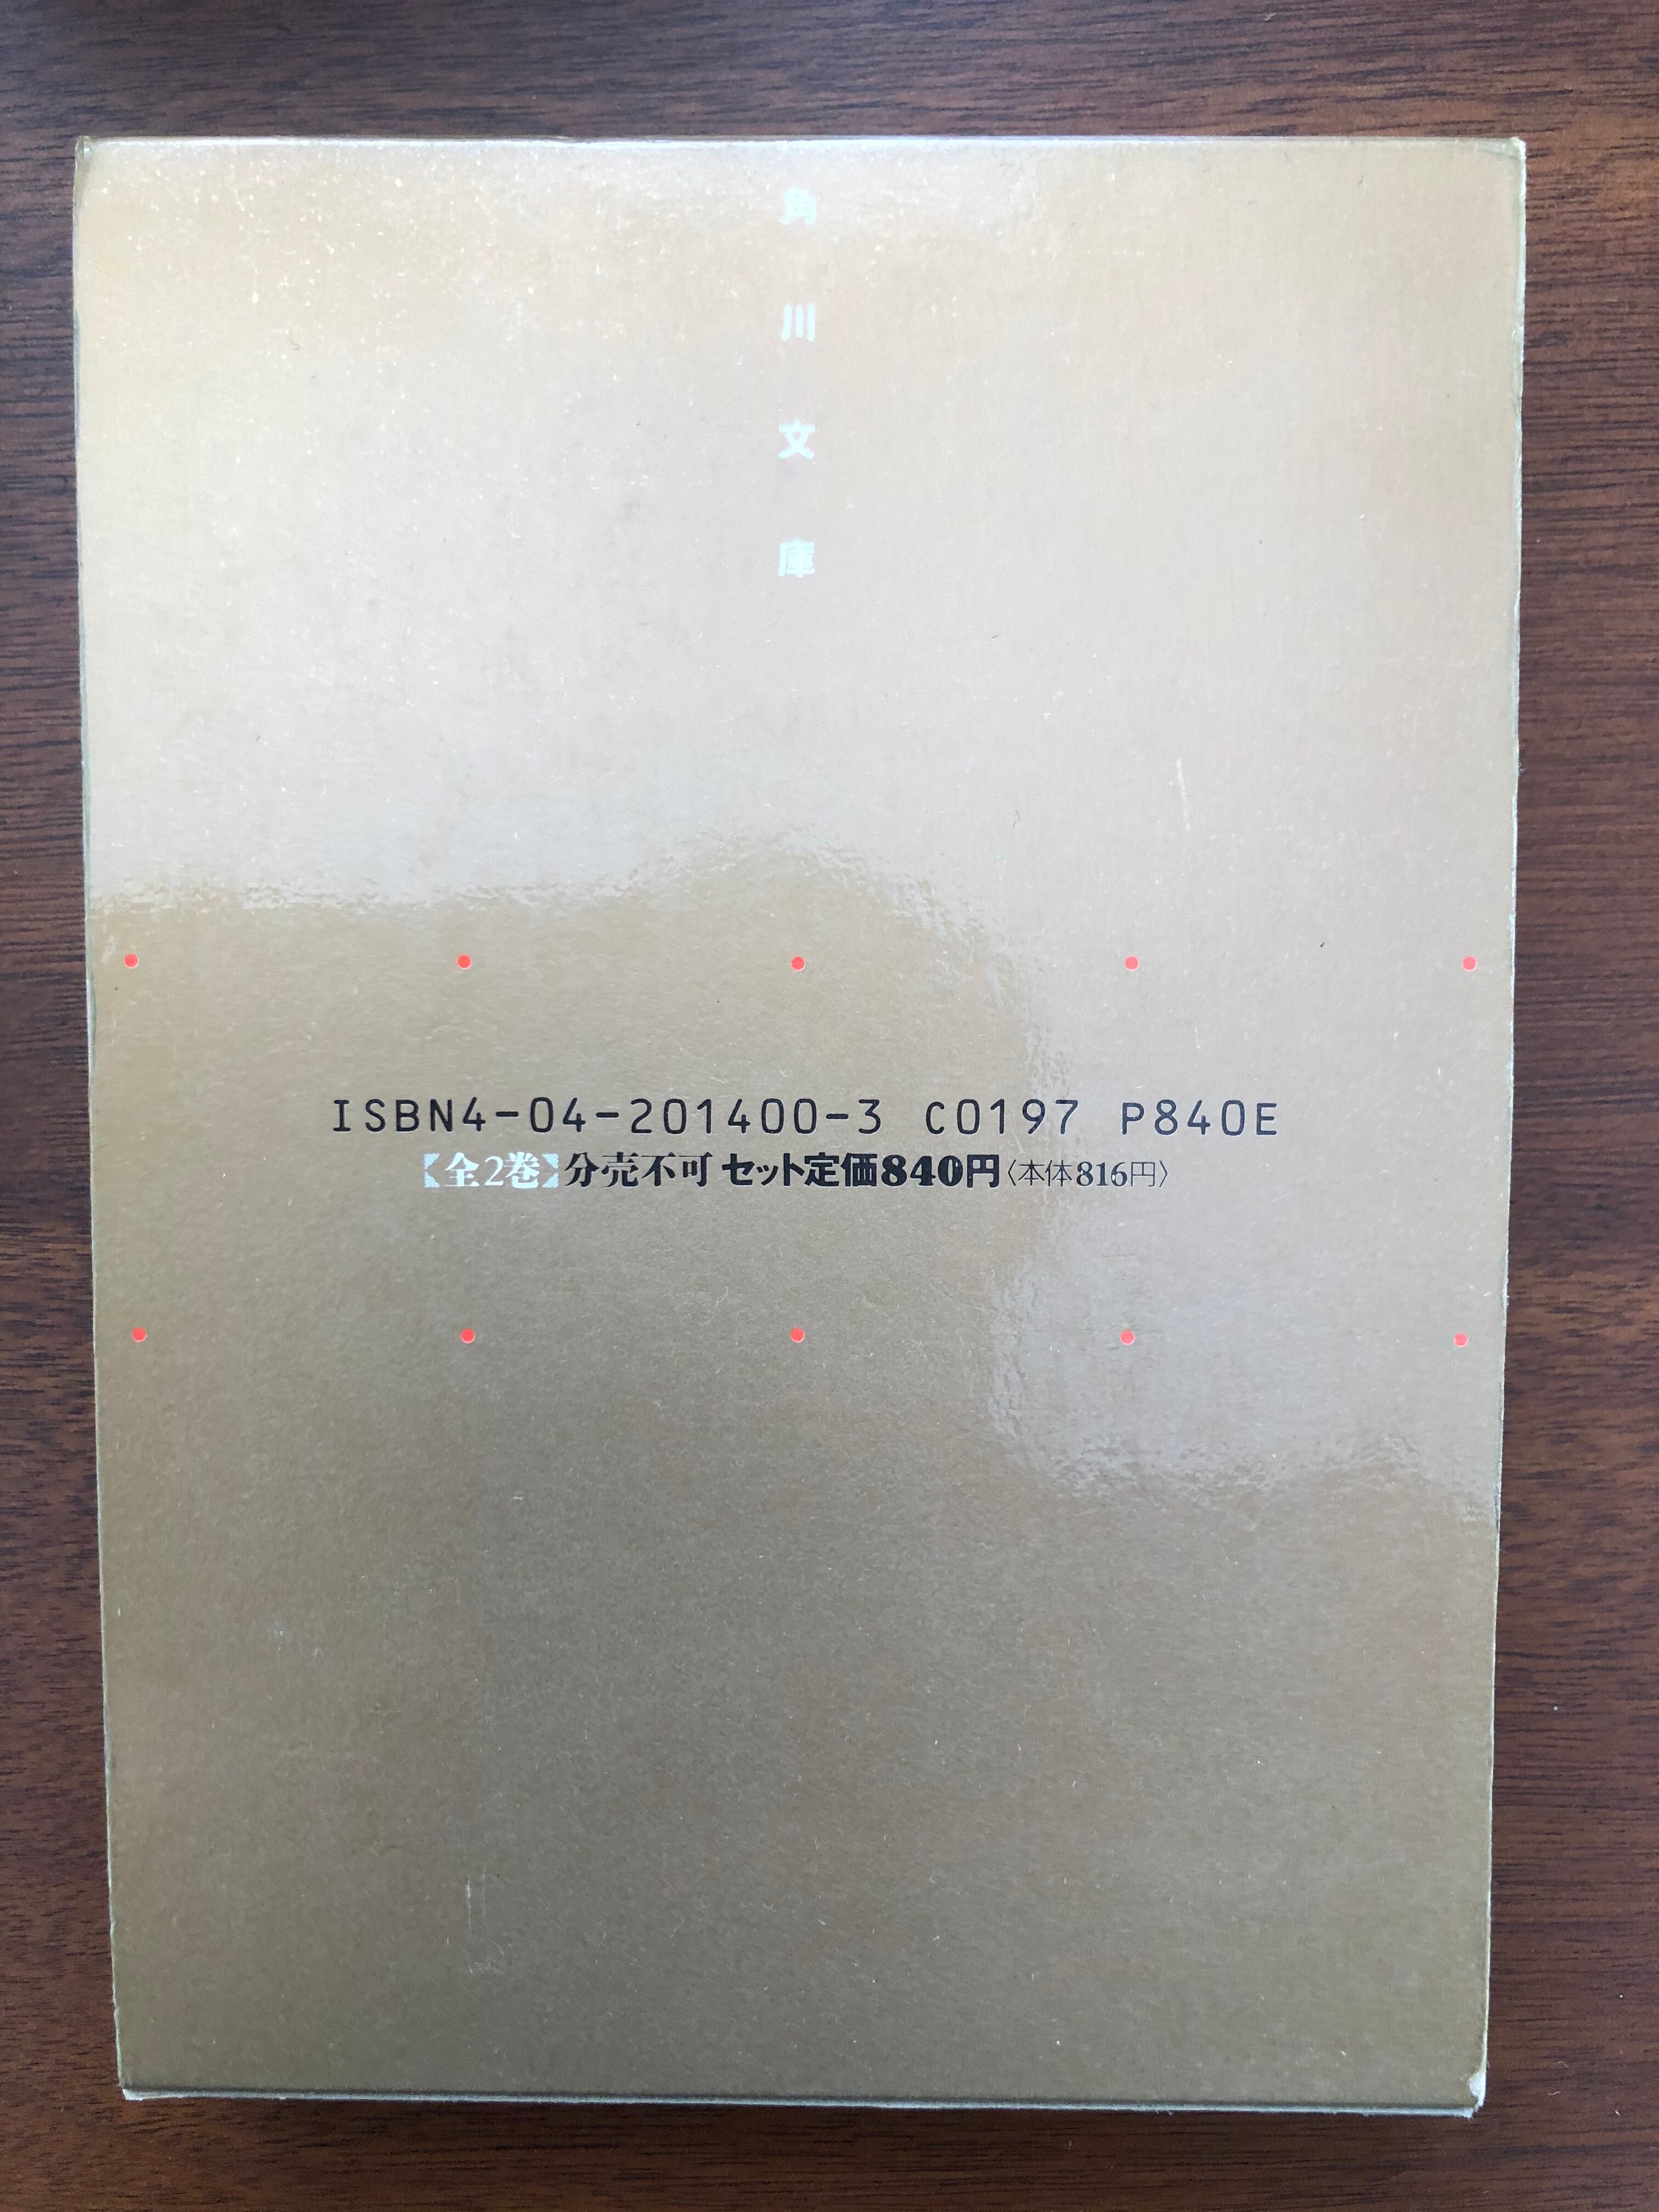 角川文庫
ISBN4-04-201400-3 C0197 P840E
【全2巻】分売不可 セット定価840円〈本体816円〉